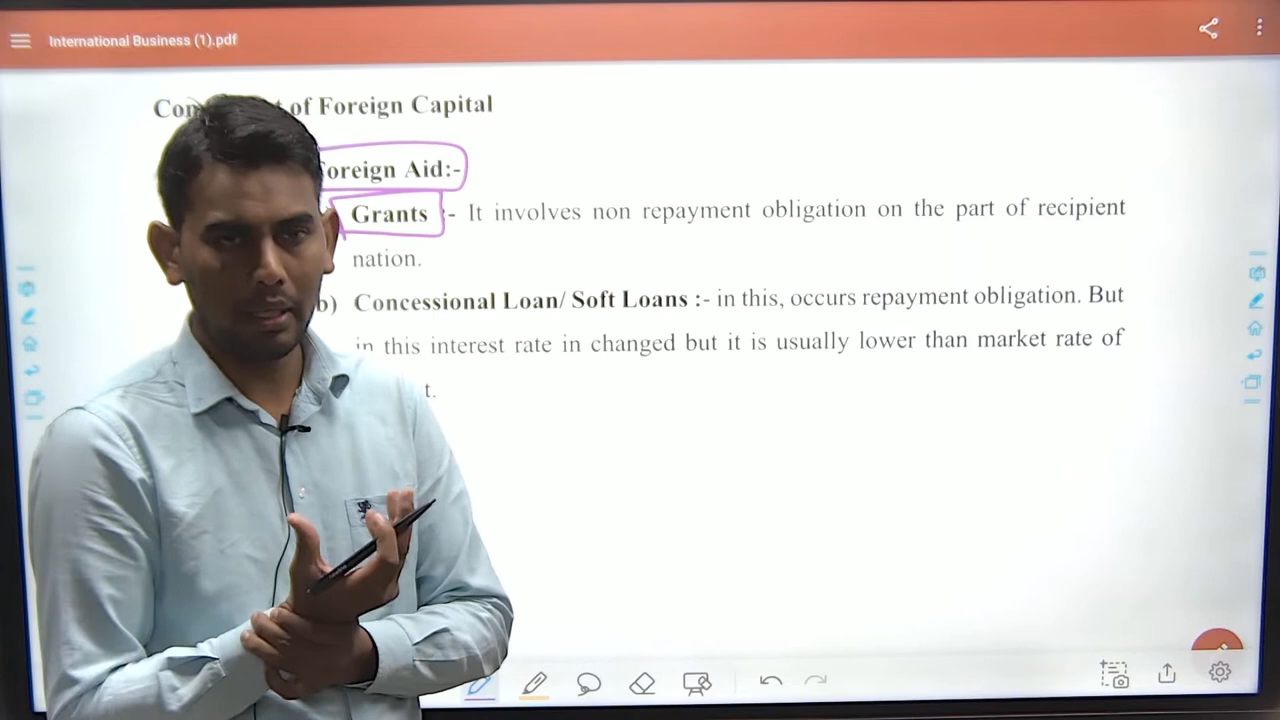 International Business (1).pdf
of Foreign Capital
Foreign Aid:-
Grants :- It involves non repayment obligation on the part of recipient
nation.
b) Concessional Loan/ Soft Loans :- in this, occurs repayment obligation. But
in this interest rate in changed but it is usually lower than market rate of
t.